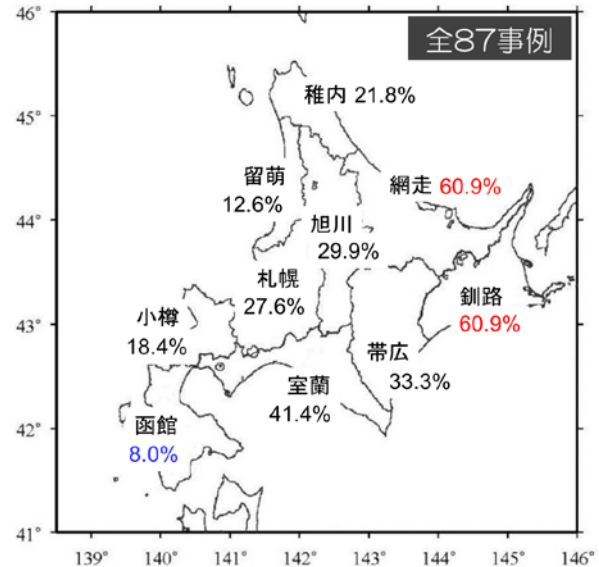 46°
全87事例
稚内 21.8%
45°
留萌
12.6%
網走 60.9%
44°
旭川
29.9%
札幌
27.6%
釧路
60.9%
43°
小樽
18.4%
帯広
33.3%
室蘭
41.4%
42°
函館
8.0%
41°
139° 140° 141° 142° 143° 144° 145° 146°